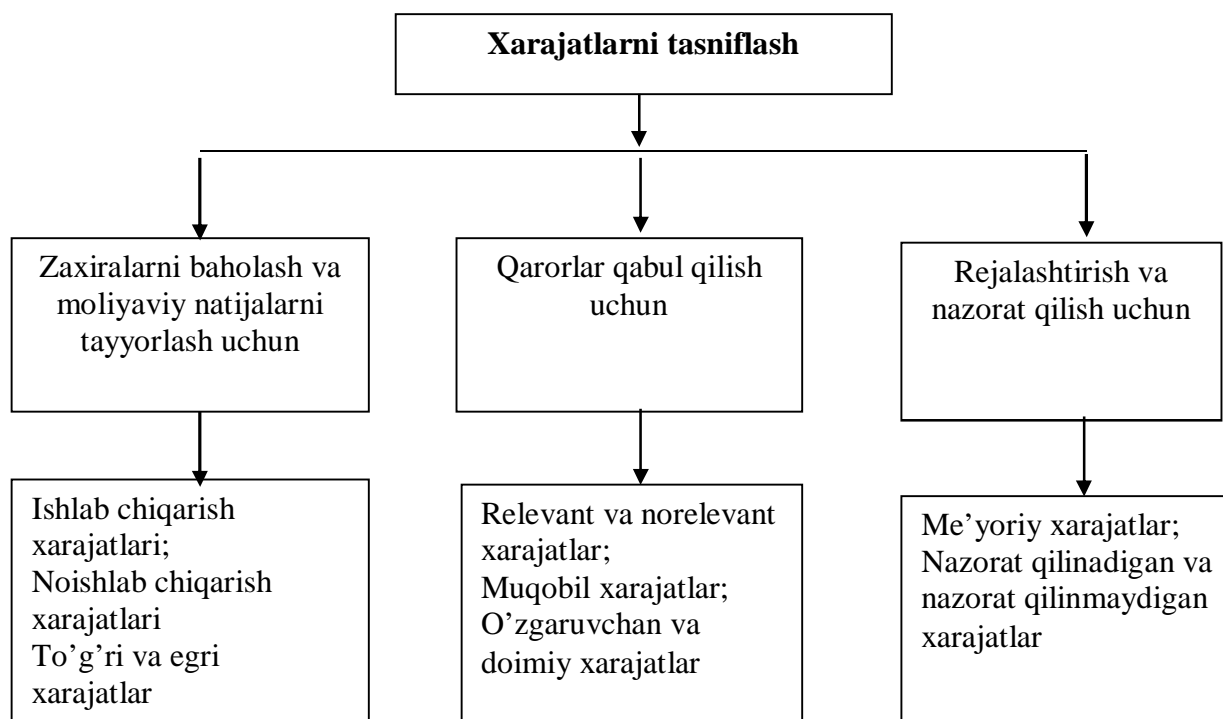 Xarajatlarni tasniflash
Zaxiralarni baholash va
moliyaviy natijalarni
tayyorlash uchun
Qarorlar qabul qilish
uchun
Rejalashtirish va
nazorat qilish uchun
Ishlab chiqarish
xarajatlari;
Noishlab chiqarish
xarajatlari
To’g’ri va egri
xarajatlar
Relevant va norelevant
xarajatlar;
Muqobil xarajatlar;
O’zgaruvchan va
doimiy xarajatlar
Me’yoriy xarajatlar;
Nazorat qilinadigan va
nazorat qilinmaydigan
xarajatlar